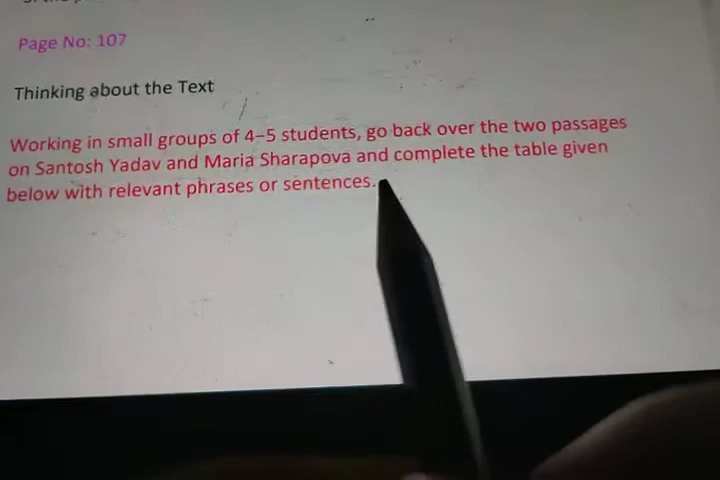 Page No: 107
Thinking about the Text
Working in small groups of 4–5 students, go back over the two passages
on Santosh Yadav and Maria Sharapova and complete the table given
below with relevant phrases or sentences.